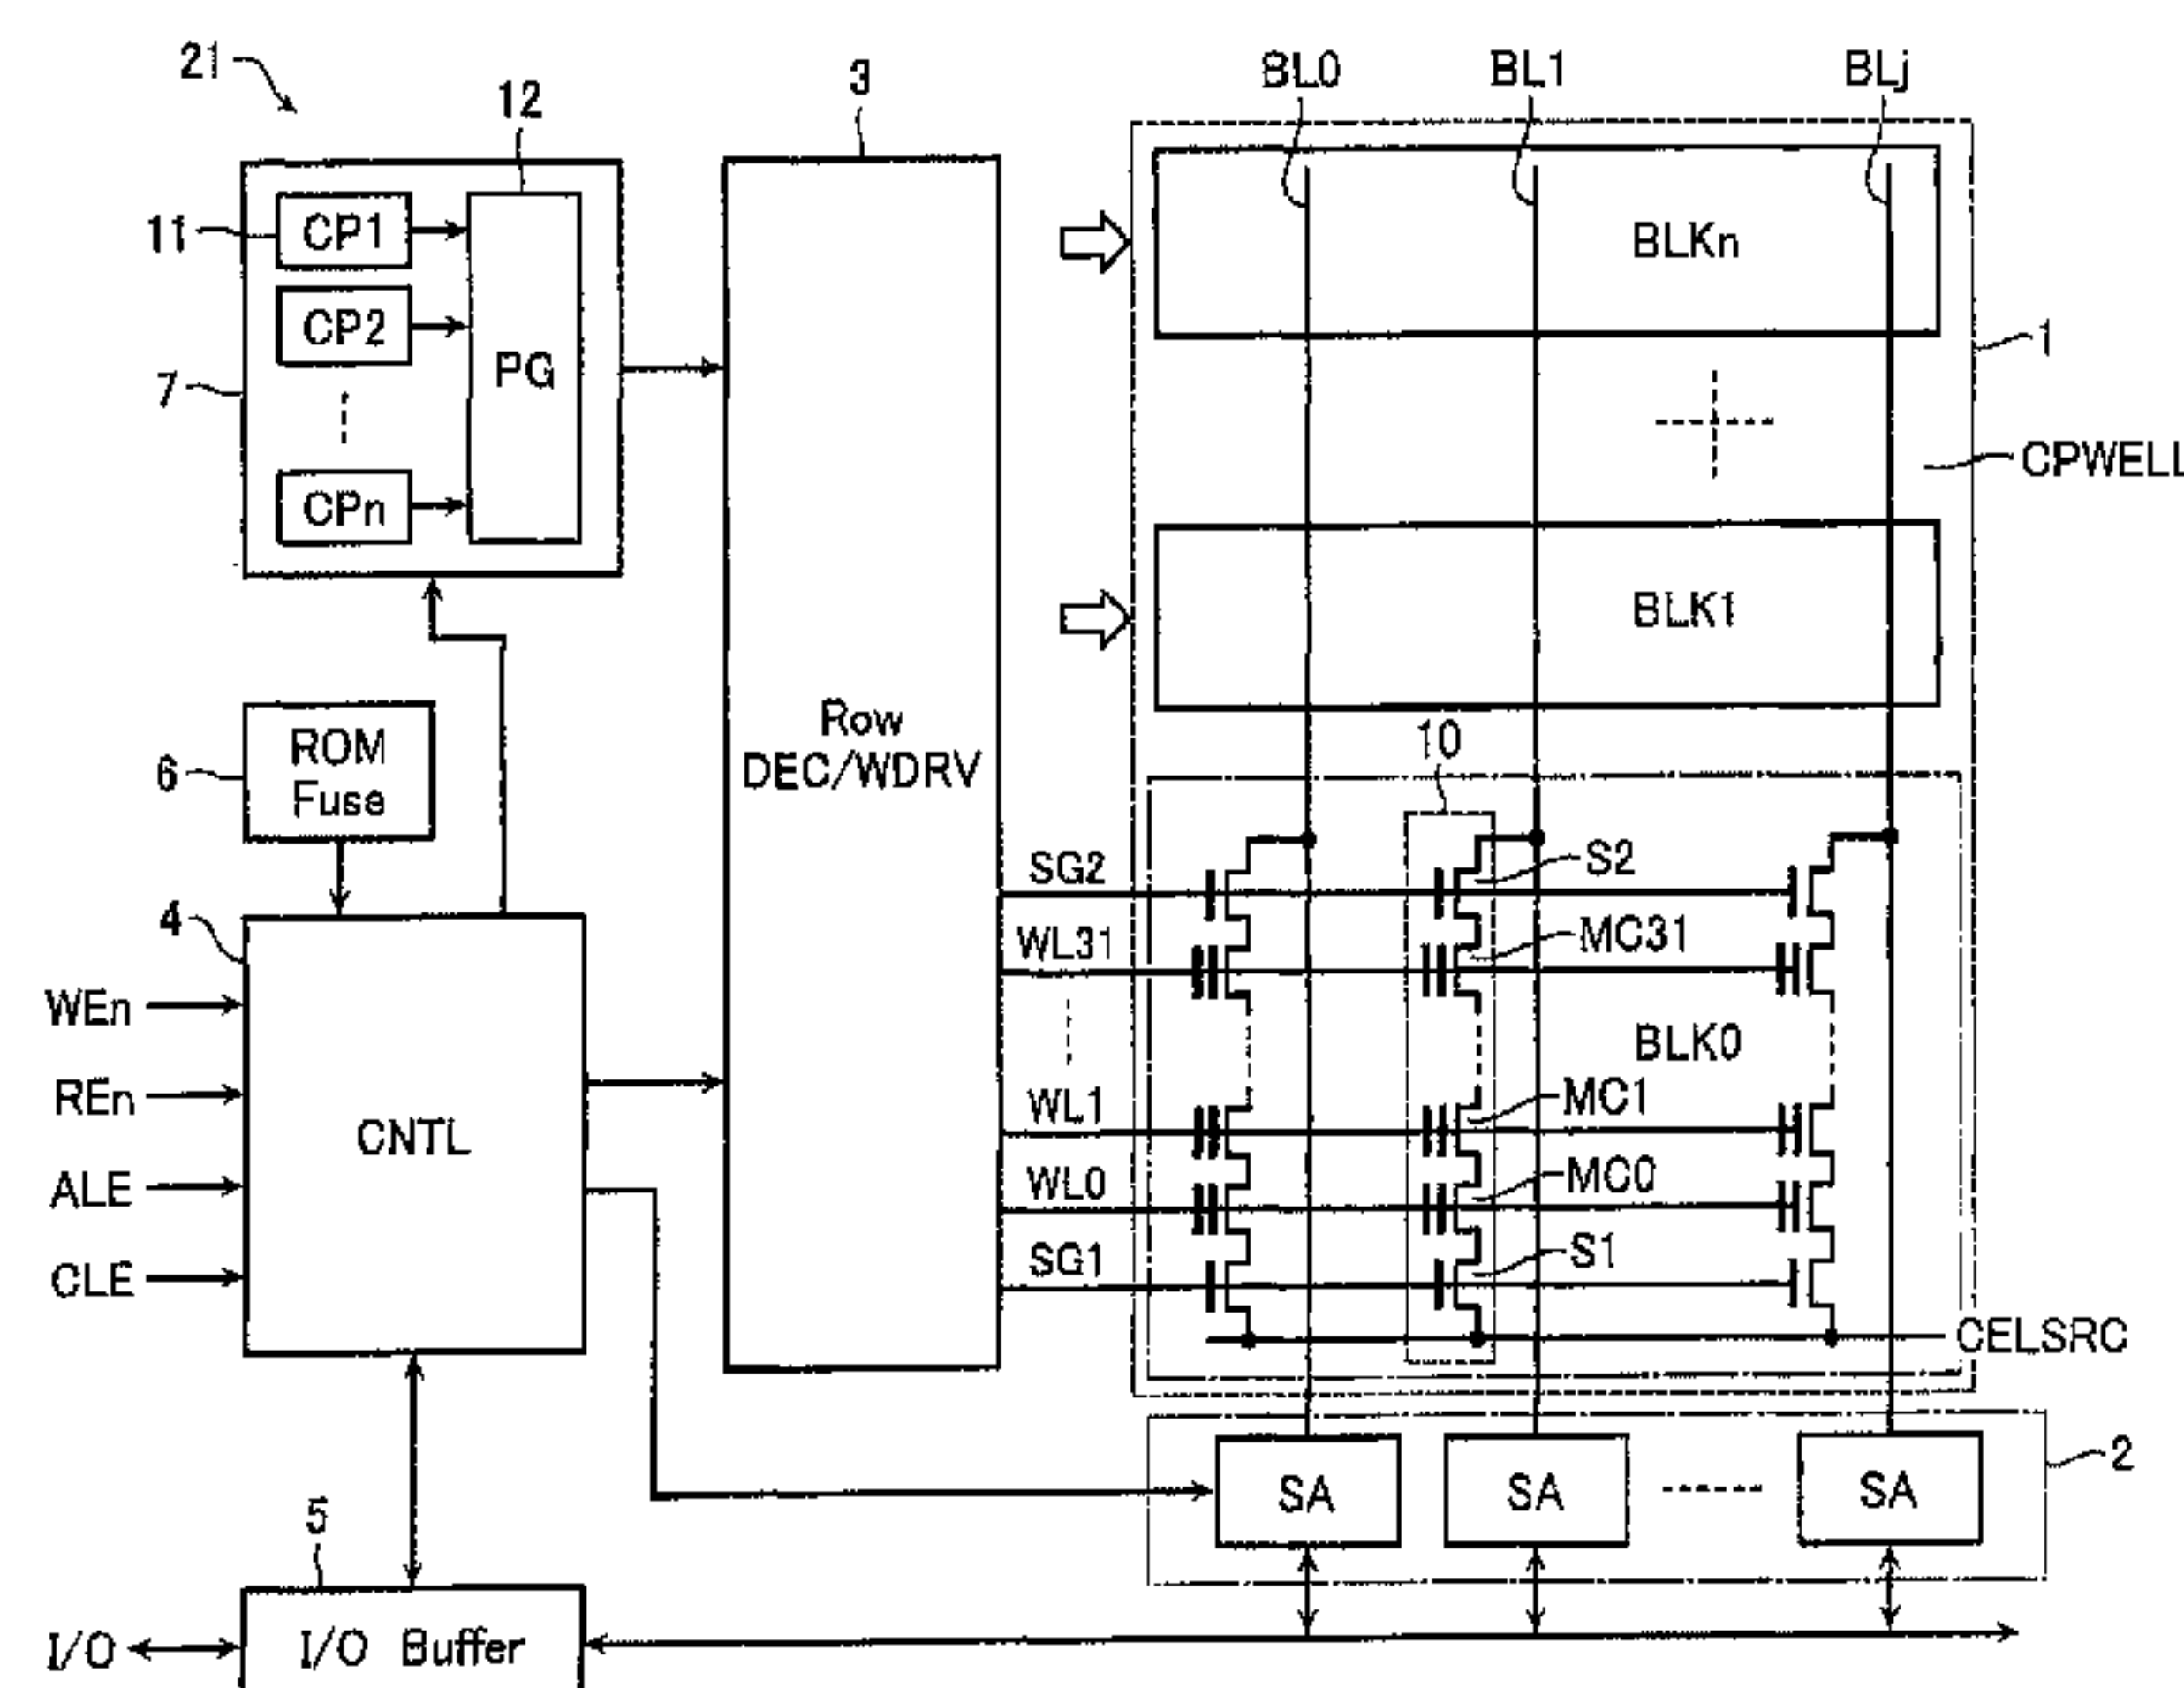 21
12
3
BL0
BL1
BLj
11
CP1
CP2
CPn
PG
7
BLKn
1
CPWELL
BLK1
Row
DEC/WDRV
ROM
Fuse
6
10
4
SG2
WL31
WL1
WL0
SG1
S2
MC31
BLK0
MC1
MC0
S1
CELSRC
WEn
REn
ALE
CLE
CNTL
SA
SA
SA
2
5
I/O
I/O Buffer